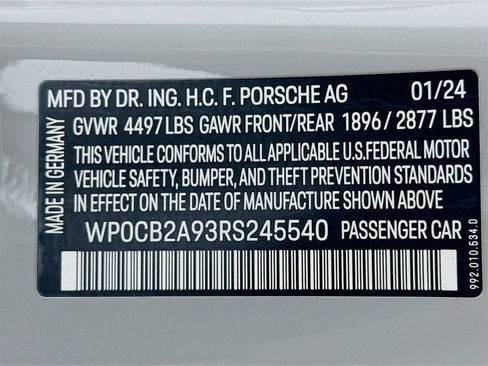 MFD BY DR. ING. H.C. F. PORSCHE AG 01/24
GVWR 4497 LBS GAWR FRONT/REAR 1896/2877 LBS
THIS VEHICLE CONFORMS TO ALL APPLICABLE U.S.FEDERAL MOTOR
VEHICLE SAFETY, BUMPER, AND THEFT PREVENTION STANDARDS
IN EFFECT ON THE DATE OF MANUFACTURE SHOWN ABOVE.
WP0CB2A93RS245540 PASSENGER CAR
MADE IN GERMANY
992.010.534.D